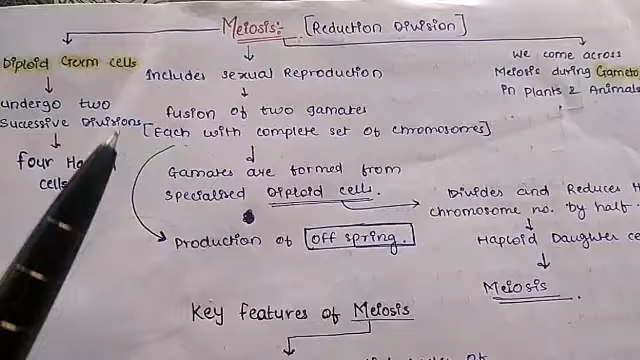 Meiosis:- [Reduction Division]
Diploid Germ cells
undergo two
Successive Divisions
four
cells
Includes sexual Reproduction
fusion of two gamates
[Each with complete set of chromosomes]
Gamates are formed from
specialised Diploid cells.
Production of off spring.
We come across
Meiosis during
in plants & Animals
Divides and Reduces
chromosome no. by half
Haploid Daughter
Meiosis
Key features of Meiosis